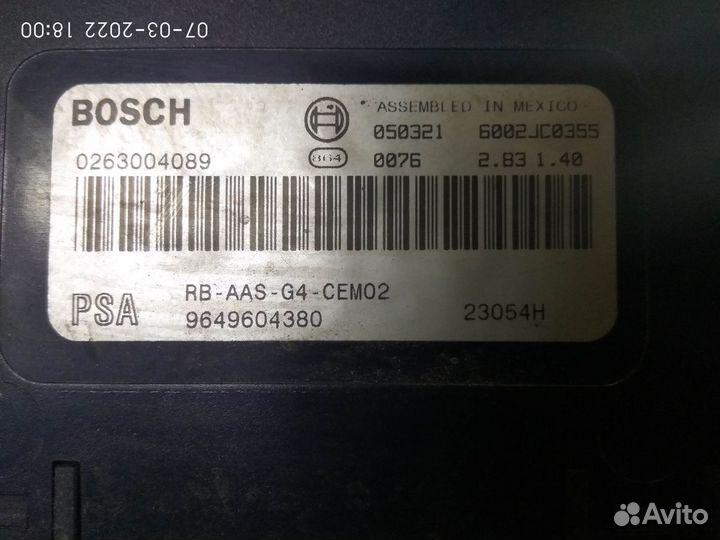 07-03-2022 18:00
BOSCH
ASSEMBLED IN MEXICO
050321 6002JC0355
0263004089
864
0076 2.83 1.40
RB-AAS-G4-CEM02
PSA
9649604380
23054H
Avito